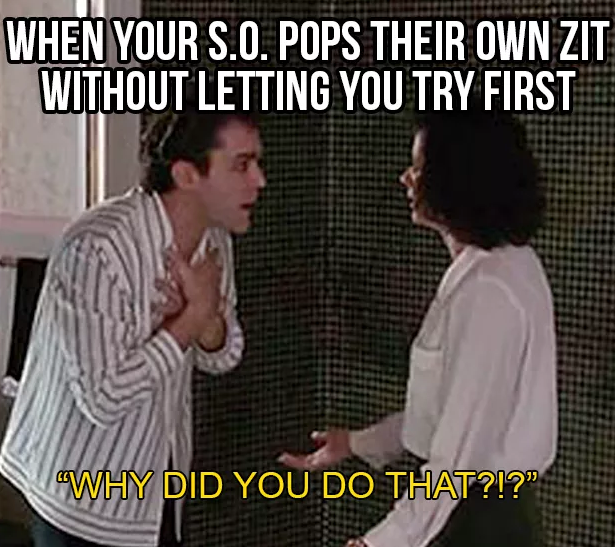 WHEN YOUR S.O. POPS THEIR OWN ZIT
WITHOUT LETTING YOU TRY FIRST
“WHY DID YOU DO THAT?!?”